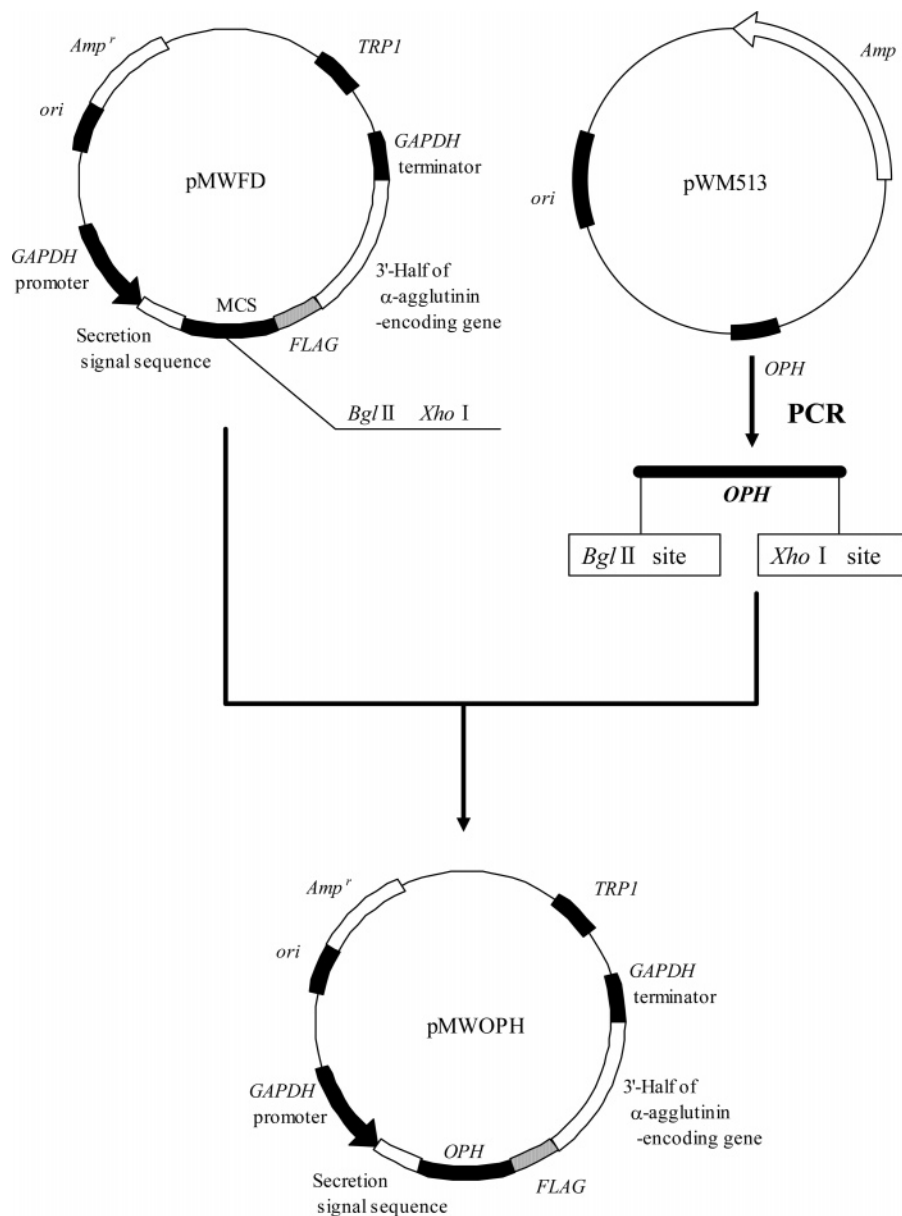 Amp r
TRP1
ori
GAPDH
terminator
pMWFD
GAPDH
promoter
MCS
3'-Half of
α-agglutinin
-encoding gene
Secretion
signal sequence
FLAG
Bgl II Xho I
Amp
ori
pWM513
OPH
PCR
OPH
Bgl II site
Xho I site
Amp r
TRP1
ori
GAPDH
terminator
pMWOPH
GAPDH
promoter
3'-Half of
α-agglutinin
-encoding gene
OPH
Secretion
signal sequence
FLAG